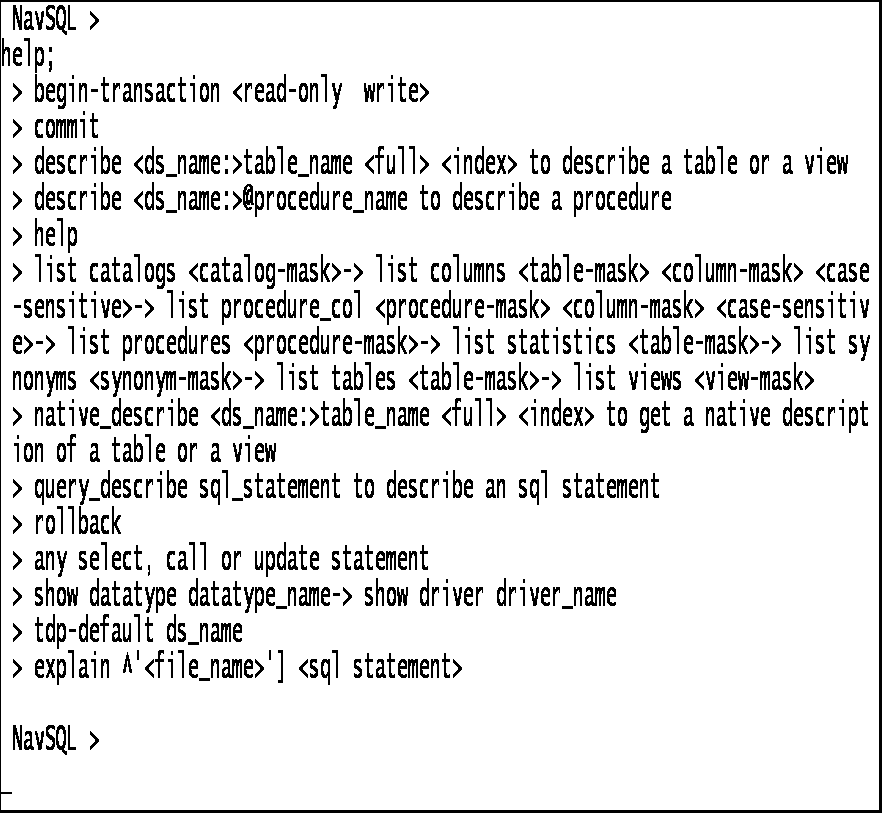 NavSQL >
help;
> begin-transaction <read-only  write>
> commit
> describe <ds_name:>table_name <full> <index> to describe a table or a view
> describe <ds_name:>@procedure_name to describe a procedure
> help
> list catalogs <catalog-mask>-> list columns <table-mask> <column-mask> <case
-sensitive>-> list procedure_col <procedure-mask> <column-mask> <case-sensitiv
e>-> list procedures <procedure-mask>-> list statistics <table-mask>-> list sy
nonyms <synonym-mask>-> list tables <table-mask>-> list views <view-mask>
> native_describe <ds_name:>table_name <full> <index> to get a native descript
ion of a table or a view
> query_describe sql_statement to describe an sql statement
> rollback
> any select, call or update statement
> show datatype datatype_name-> show driver driver_name
> tdp-default ds_name
> explain ^'<file_name>'] <sql statement>
NavSQL >
_